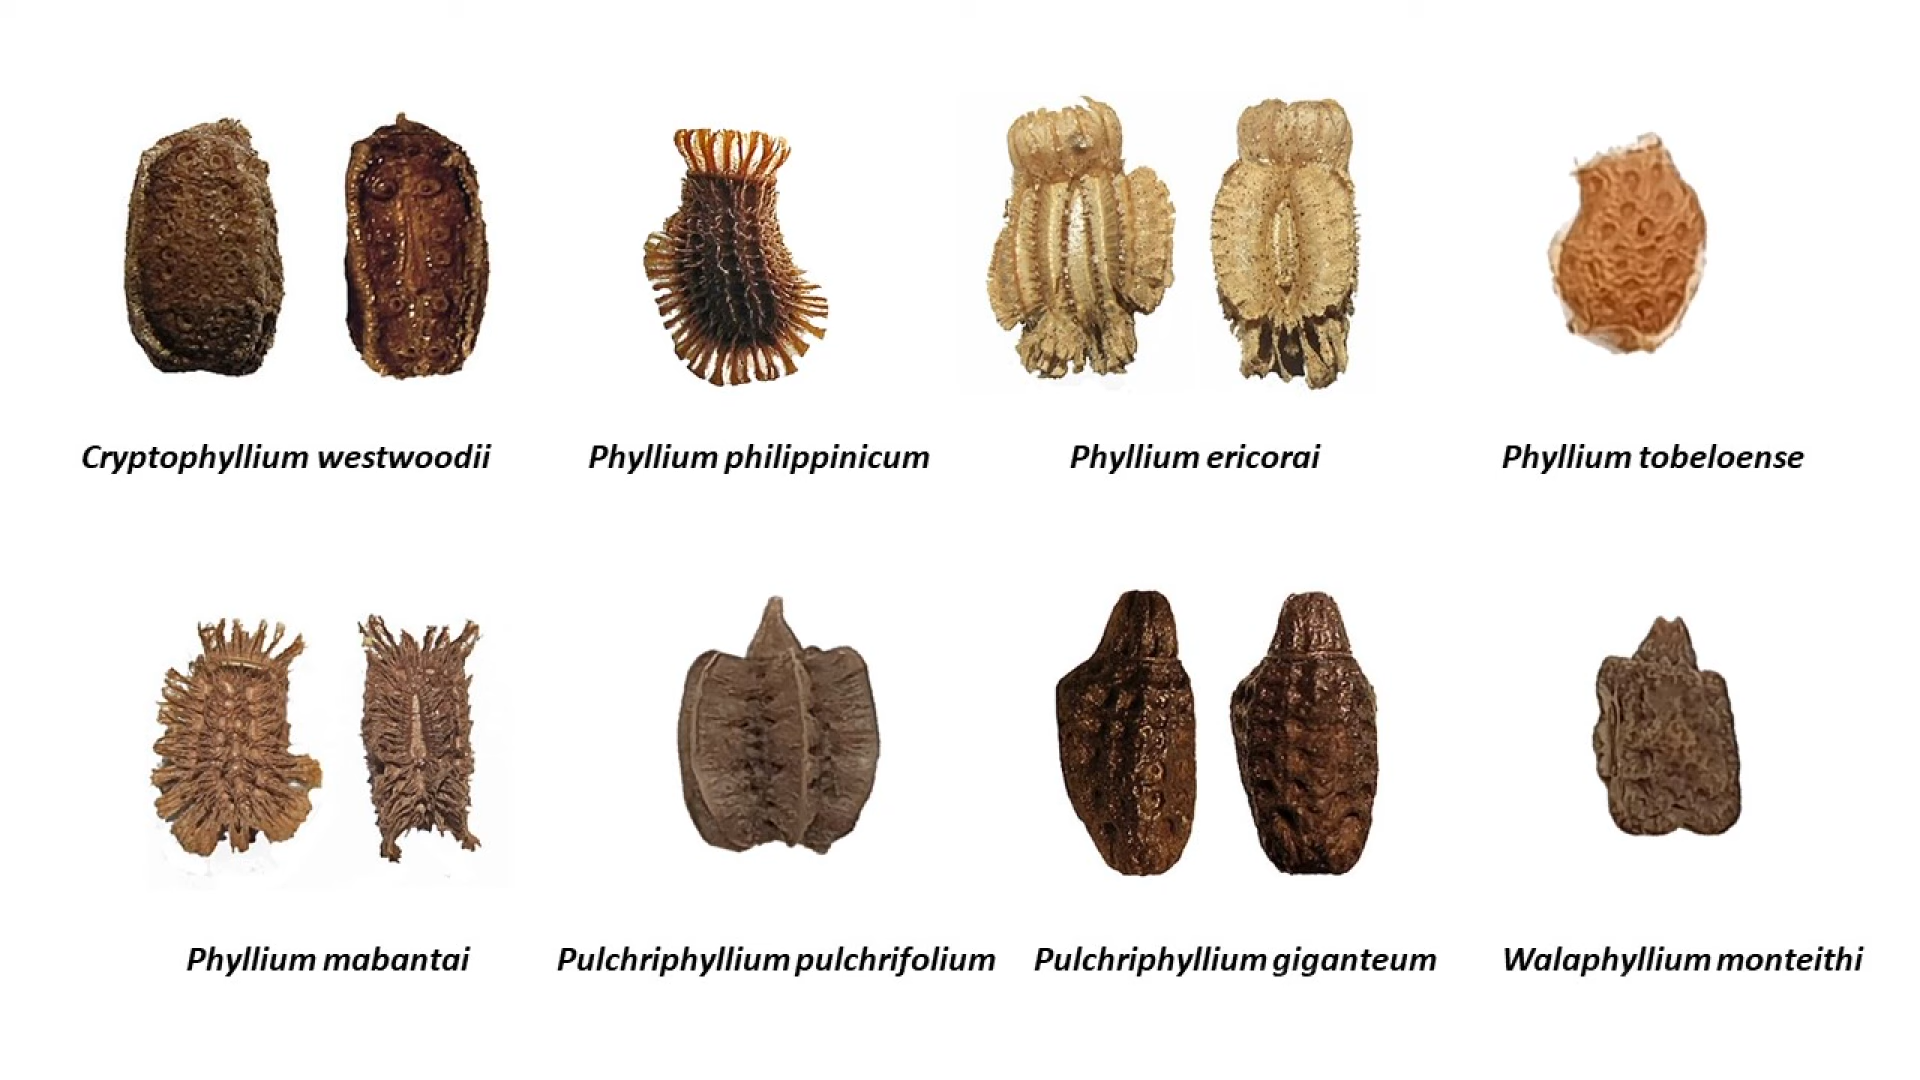 Cryptophyllium westwoodii
Phyllium philippinicum
Phyllium ericorai
Phyllium tobeloense
Phyllium mabantai
Pulchriphyllium pulchrifolium
Pulchriphyllium giganteum
Walaphyllium monteithi